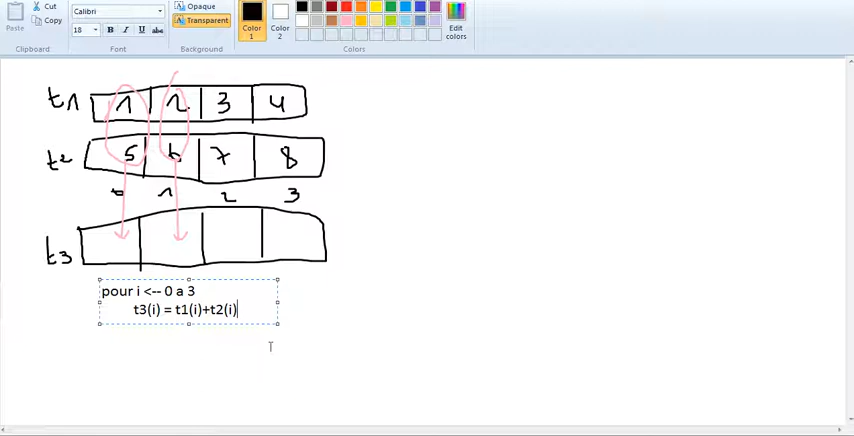 Cut
Copy
Paste
Calibri
18
B I U abc
Opaque
Transparent
Color 1
Color 2
Edit colors
Clipboard
Font
Background
Colors
t1 1 2 3 4
t2 5 6 7 8
0 1 2 3
t3
pour i <-- 0 a 3
t3(i) = t1(i)+t2(i)